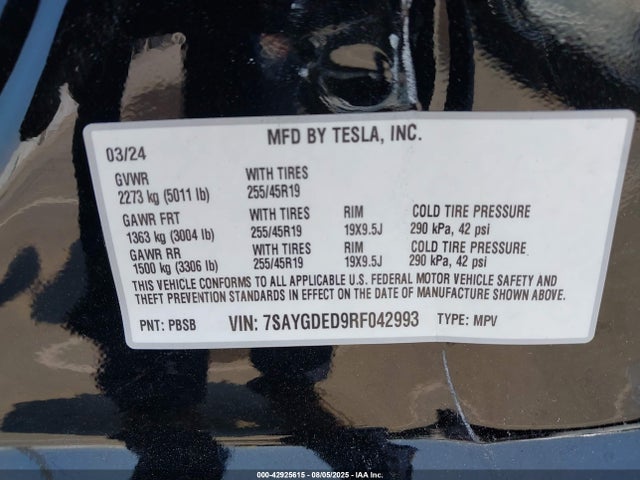 MFD BY TESLA, INC.
03/24
GVWR WITH TIRES
2273 kg (5011 lb) 255/45R19
GAWR FRT WITH TIRES RIM COLD TIRE PRESSURE
1363 kg (3004 lb) 255/45R19 19X9.5J 290 kPa, 42 psi
GAWR RR WITH TIRES RIM COLD TIRE PRESSURE
1500 kg (3306 lb) 255/45R19 19X9.5J 290 kPa, 42 psi
THIS VEHICLE CONFORMS TO ALL APPLICABLE U.S. FEDERAL MOTOR VEHICLE SAFETY AND
THEFT PREVENTION STANDARDS IN EFFECT ON THE DATE OF MANUFACTURE SHOWN ABOVE.
PNT: PBSB VIN: 7SAYGDED9RF042993 TYPE: MPV
000-42925615 - 08/05/2025 - IAA Inc.